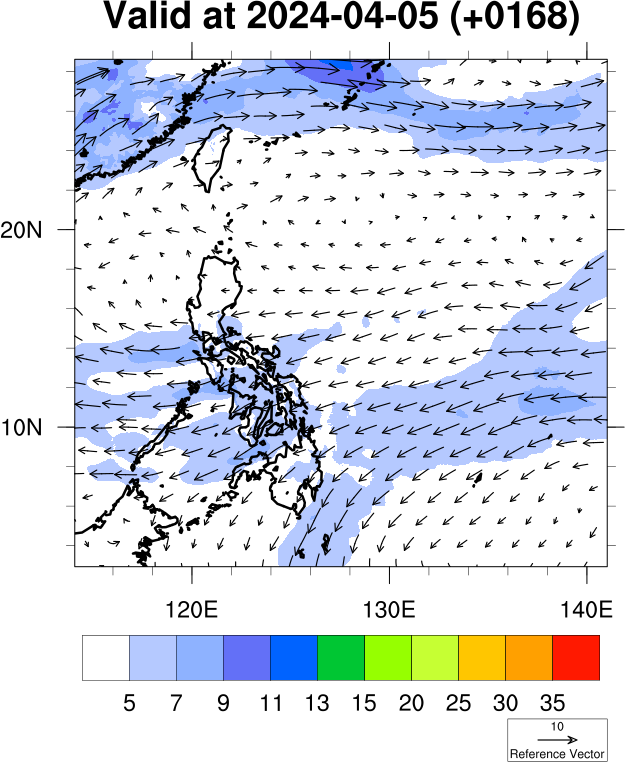 Valid at 2024-04-05 (+0168)
20N
10N
120E 130E 140E
5 7 9 11 13 15 20 25 30 35
10
Reference Vector